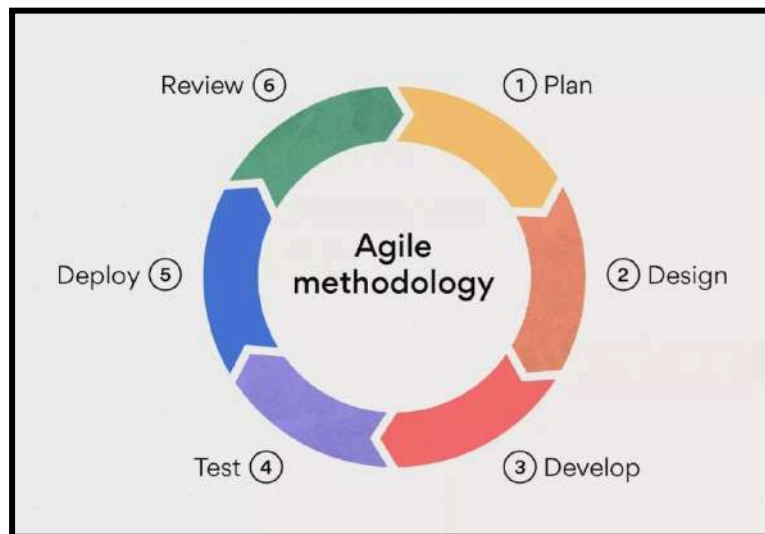 Agile
methodology
1 Plan
2 Design
3 Develop
Test 4
Deploy 5
Review 6